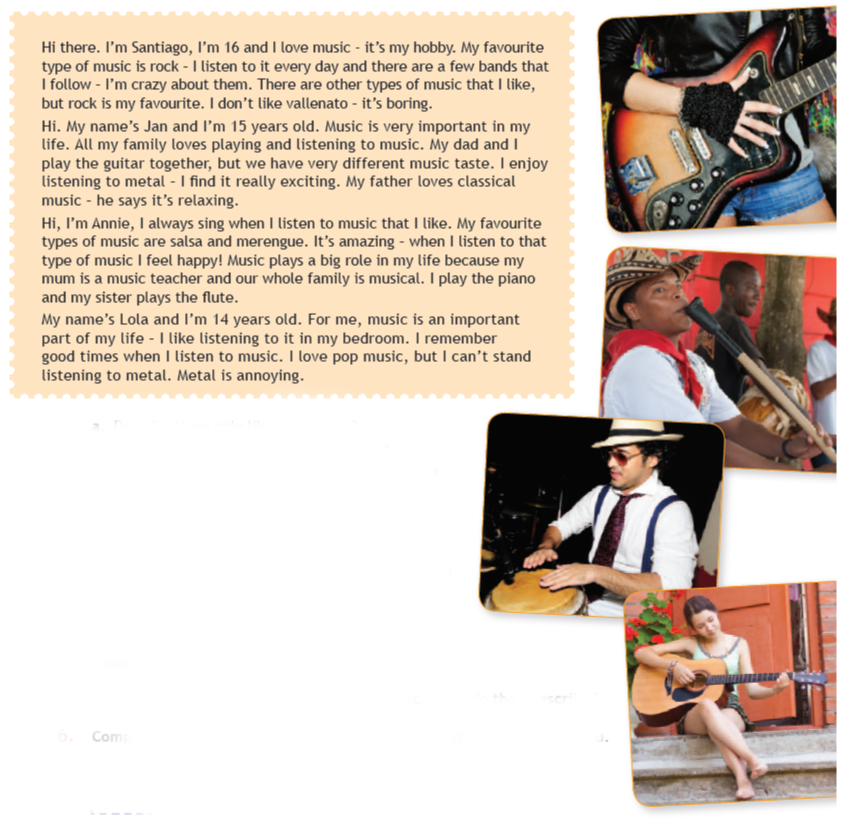 Hi there. I'm Santiago, I'm 16 and I love music - it's my hobby. My favourite
type of music is rock - I listen to it every day and there are a few bands that
I follow - I'm crazy about them. There are other types of music that I like,
but rock is my favourite. I don't like vallenato - it's boring.
Hi. My name's Jan and I'm 15 years old. Music is very important in my
life. All my family loves playing and listening to music. My dad and I
play the guitar together, but we have very different music taste. I enjoy
listening to metal - I find it really exciting. My father loves classical
music - he says it's relaxing.
Hi, I'm Annie, I always sing when I listen to music that I like. My favourite
types of music are salsa and merengue. It's amazing - when I listen to that
type of music I feel happy! Music plays a big role in my life because my
mum is a music teacher and our whole family is musical. I play the piano
and my sister plays the flute.
My name's Lola and I'm 14 years old. For me, music is an important
part of my life - I like listening to it in my bedroom. I remember
good times when I listen to music. I love pop music, but I can't stand
listening to metal. Metal is annoying.